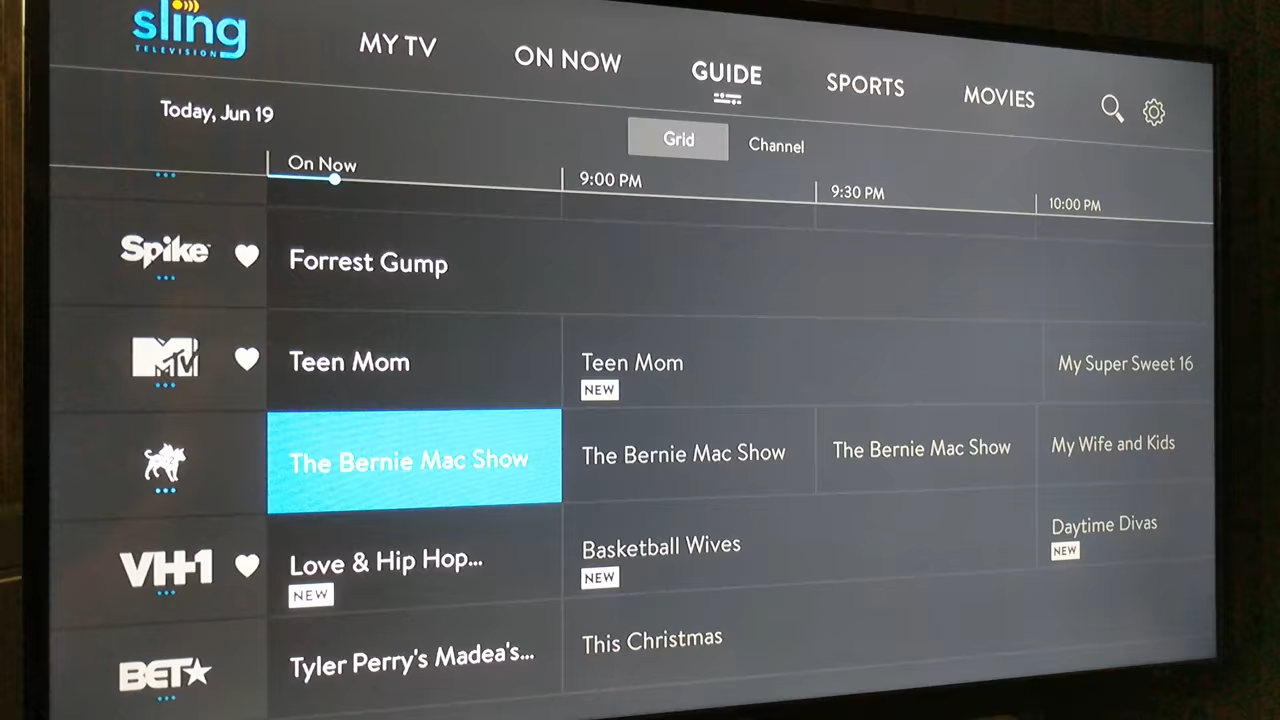 sling
TELEVISION
MY TV
ON NOW
GUIDE
SPORTS
MOVIES
Today, Jun 19
Grid
Channel
On Now
9:00 PM
9:30 PM
10:00 PM
Spike
Forrest Gump
MTV
Teen Mom
Teen Mom
NEW
My Super Sweet 16
The Bernie Mac Show
The Bernie Mac Show
The Bernie Mac Show
My Wife and Kids
VH1
Love & Hip Hop...
NEW
Basketball Wives
NEW
Daytime Divas
NEW
BET
Tyler Perry's Madea's...
This Christmas